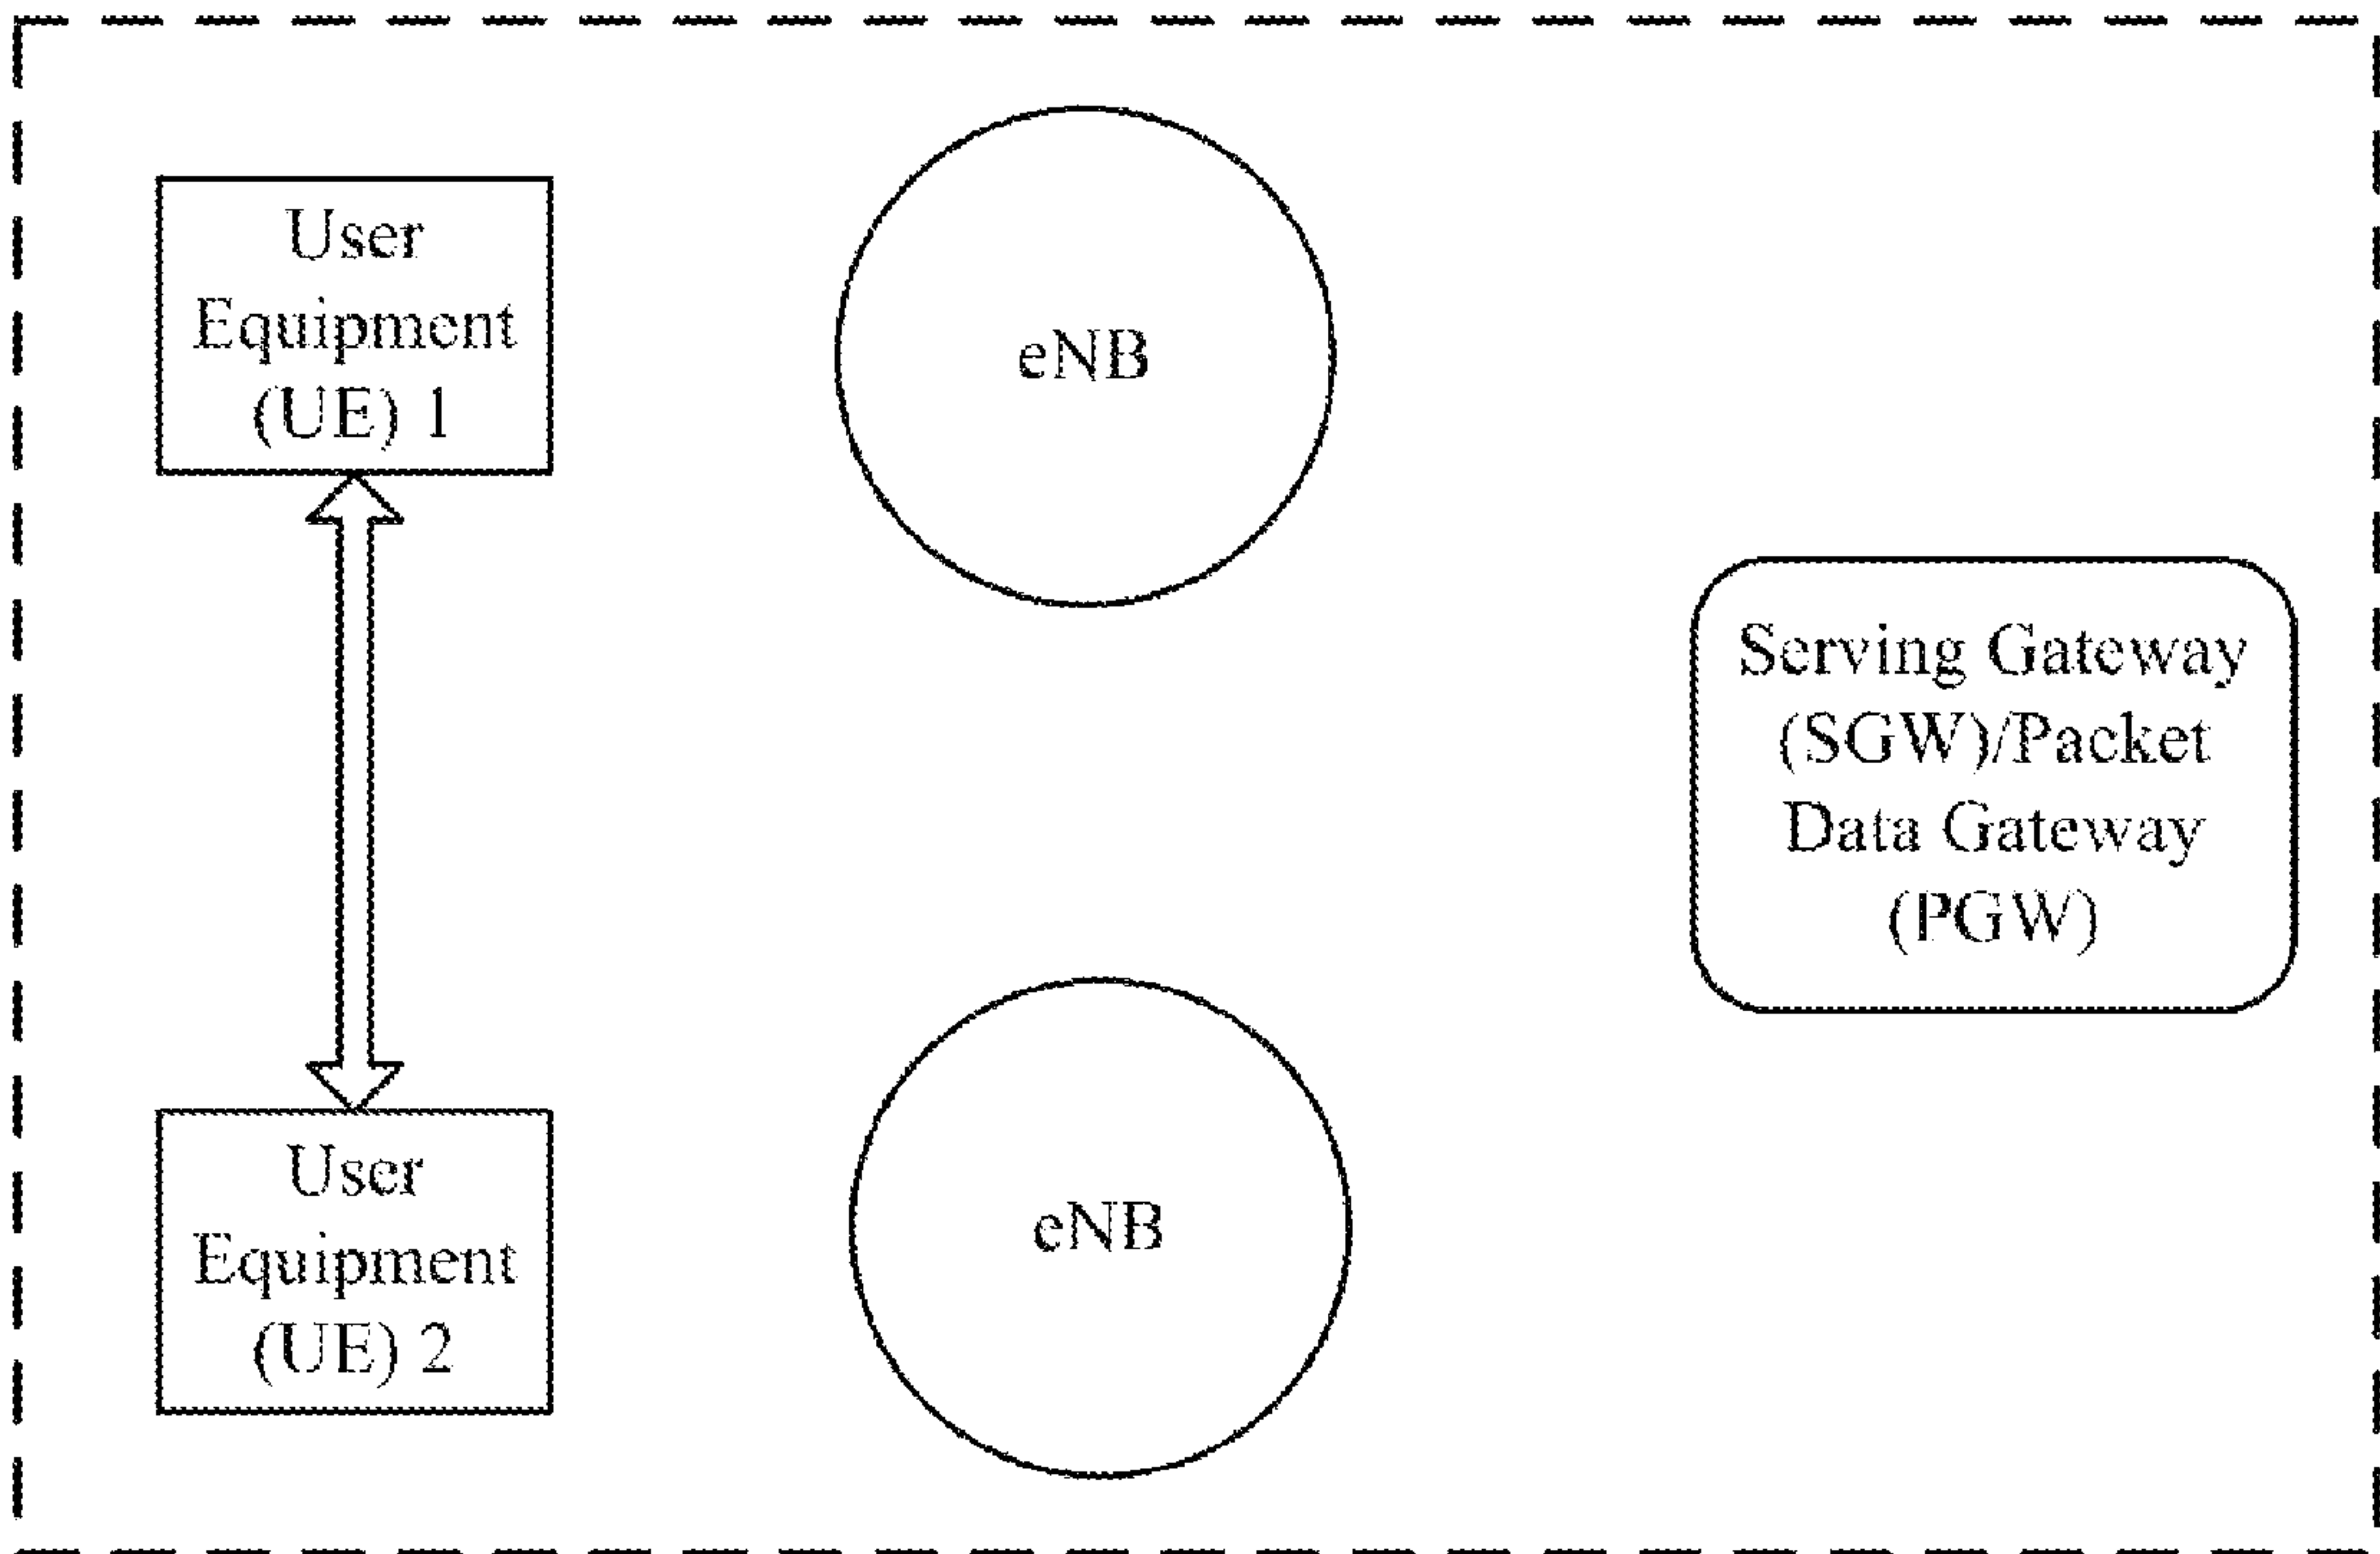 User
Equipment
(UE) 1
eNB
Serving Gateway
(SGW)/Packet
Data Gateway
(PGW)
User
Equipment
(UE) 2
eNB